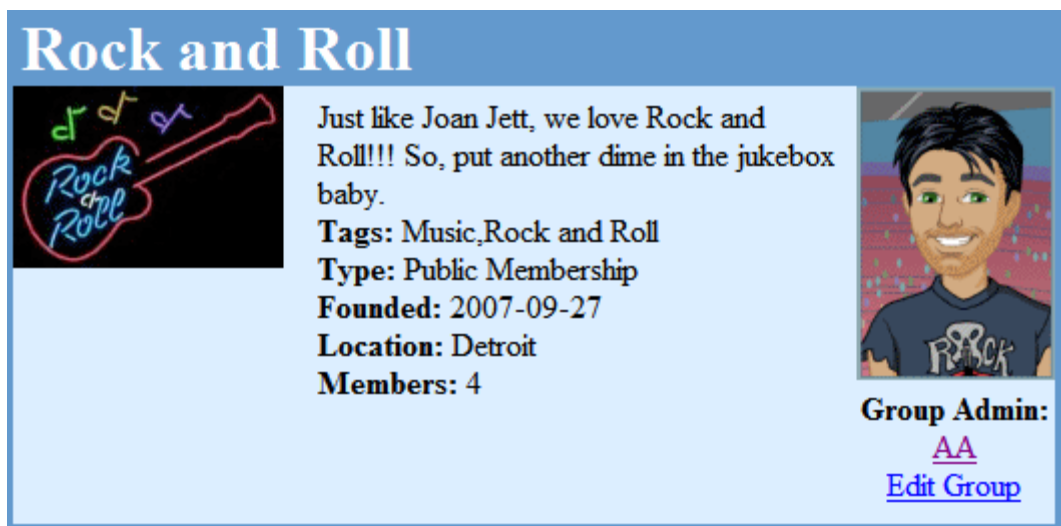 Rock and Roll
Rock
and
Roll
Just like Joan Jett, we love Rock and
Roll!!! So, put another dime in the jukebox
baby.
Tags: Music,Rock and Roll
Type: Public Membership
Founded: 2007-09-27
Location: Detroit
Members: 4
ROCK
Group Admin:
AA
Edit Group